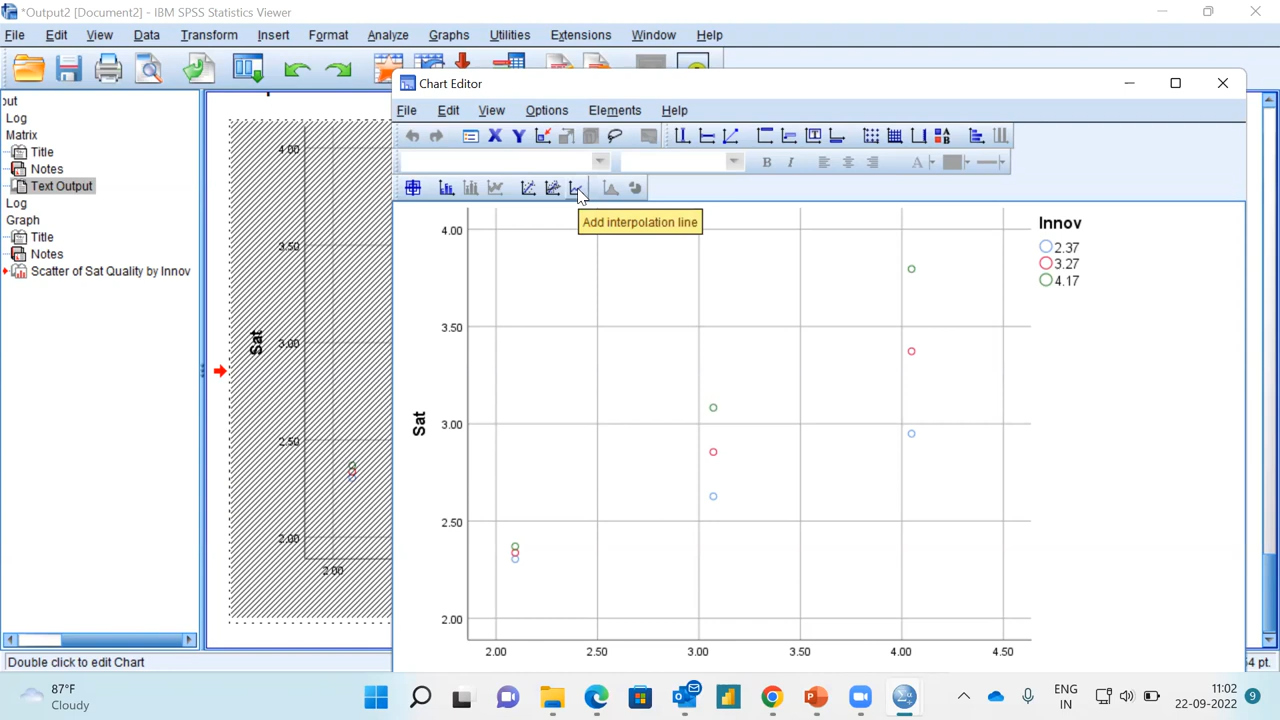 *Output2 [Document2] - IBM SPSS Statistics Viewer
File Edit View Data Transform Insert Format Analyze Graphs Utilities Extensions Window Help
put
Log
Matrix
Title
Notes
Text Output
Log
Graph
Title
Notes
Scatter of Sat Quality by Innov
4.00
3.50
3.00
2.50
2.00
Sat
2.00
Chart Editor
File Edit View Options Elements Help
X Y
B I
A
Add interpolation line
4.00
3.50
3.00
2.50
2.00
Sat
2.00 2.50 3.00 3.50 4.00 4.50
Innov
2.37
3.27
4.17
Double click to edit Chart
4 pt.
87°F
Cloudy
ENG
IN
11:02
22-09-2022
9